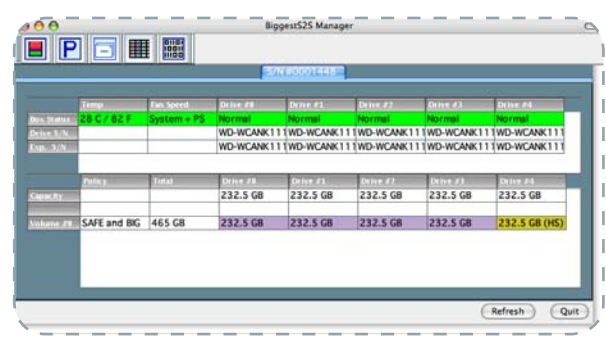 BiggestS2S Manager
P
S/N #0001448
Temp Fan Speed Drive #0 Drive #1 Drive #2 Drive #3 Drive #4
Box Status 28 C / 82 F System + PS Normal Normal Normal Normal Normal
Drive S/N WD-WCANK111 WD-WCANK111 WD-WCANK111 WD-WCANK111 WD-WCANK111
Exp. S/N WD-WCANK111 WD-WCANK111 WD-WCANK111 WD-WCANK111 WD-WCANK111
Policy Total Drive #0 Drive #1 Drive #2 Drive #3 Drive #4
Capacity 232.5 GB 232.5 GB 232.5 GB 232.5 GB 232.5 GB
Volume #0 SAFE and BIG 465 GB 232.5 GB 232.5 GB 232.5 GB 232.5 GB 232.5 GB (HS)
Refresh Quit